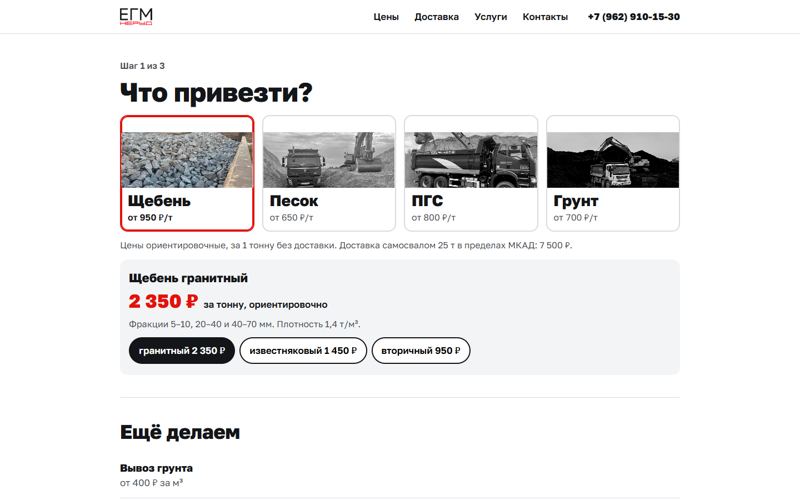 ЕГМ
НЕРУД
Цены Доставка Услуги Контакты +7 (962) 910-15-30
Шаг 1 из 3
Что привезти?
Щебень
от 950 ₽/т
Песок
от 650 ₽/т
ПГС
от 800 ₽/т
Грунт
от 700 ₽/т
Цены ориентировочные, за 1 тонну без доставки. Доставка самосвалом 25 т в пределах МКАД: 7 500 ₽.
Щебень гранитный
2 350 ₽ за тонну, ориентировочно
Фракции 5–10, 20–40 и 40–70 мм. Плотность 1,4 т/м³.
гранитный 2 350 ₽ известняковый 1 450 ₽ вторичный 950 ₽
Ещё делаем
Вывоз грунта
от 400 ₽ за м³